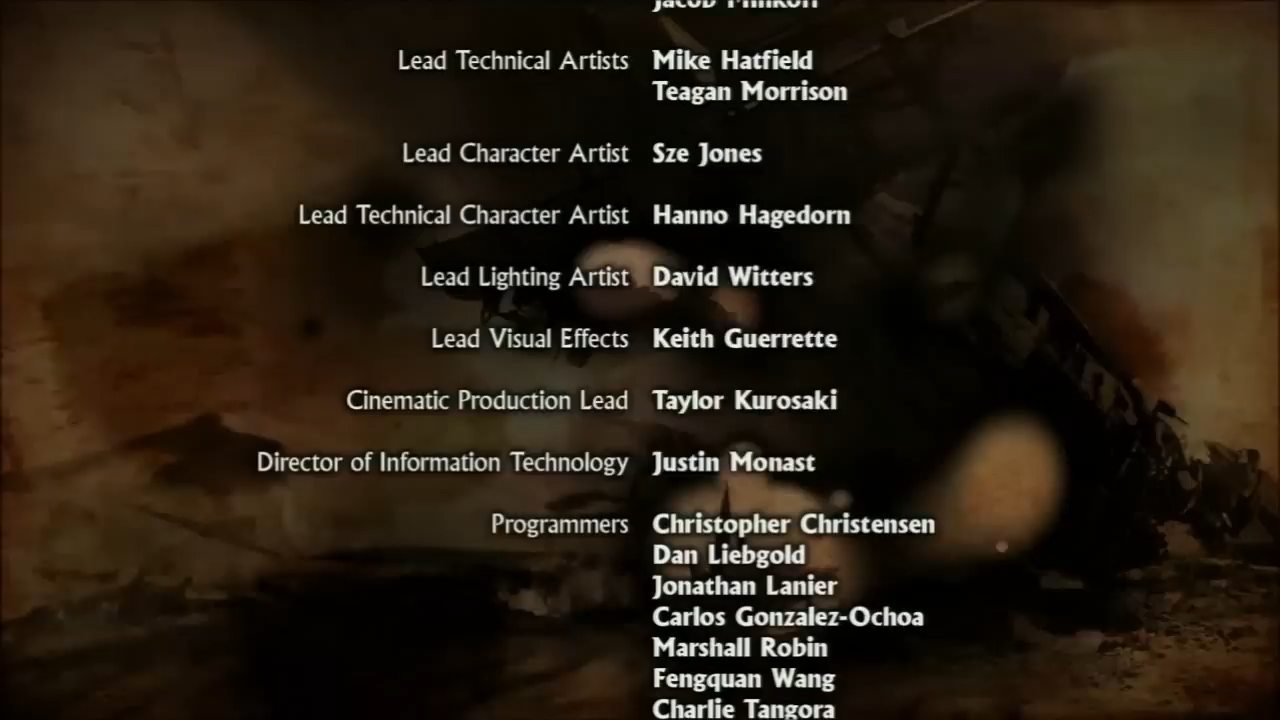 Lead Technical Artists Mike Hatfield
Teagan Morrison
Lead Character Artist Sze Jones
Lead Technical Character Artist Hanno Hagedorn
Lead Lighting Artist David Witters
Lead Visual Effects Keith Guerrette
Cinematic Production Lead Taylor Kurosaki
Director of Information Technology Justin Monast
Programmers Christopher Christensen
Dan Liebgold
Jonathan Lanier
Carlos Gonzalez-Ochoa
Marshall Robin
Fengquan Wang
Charlie Tangora